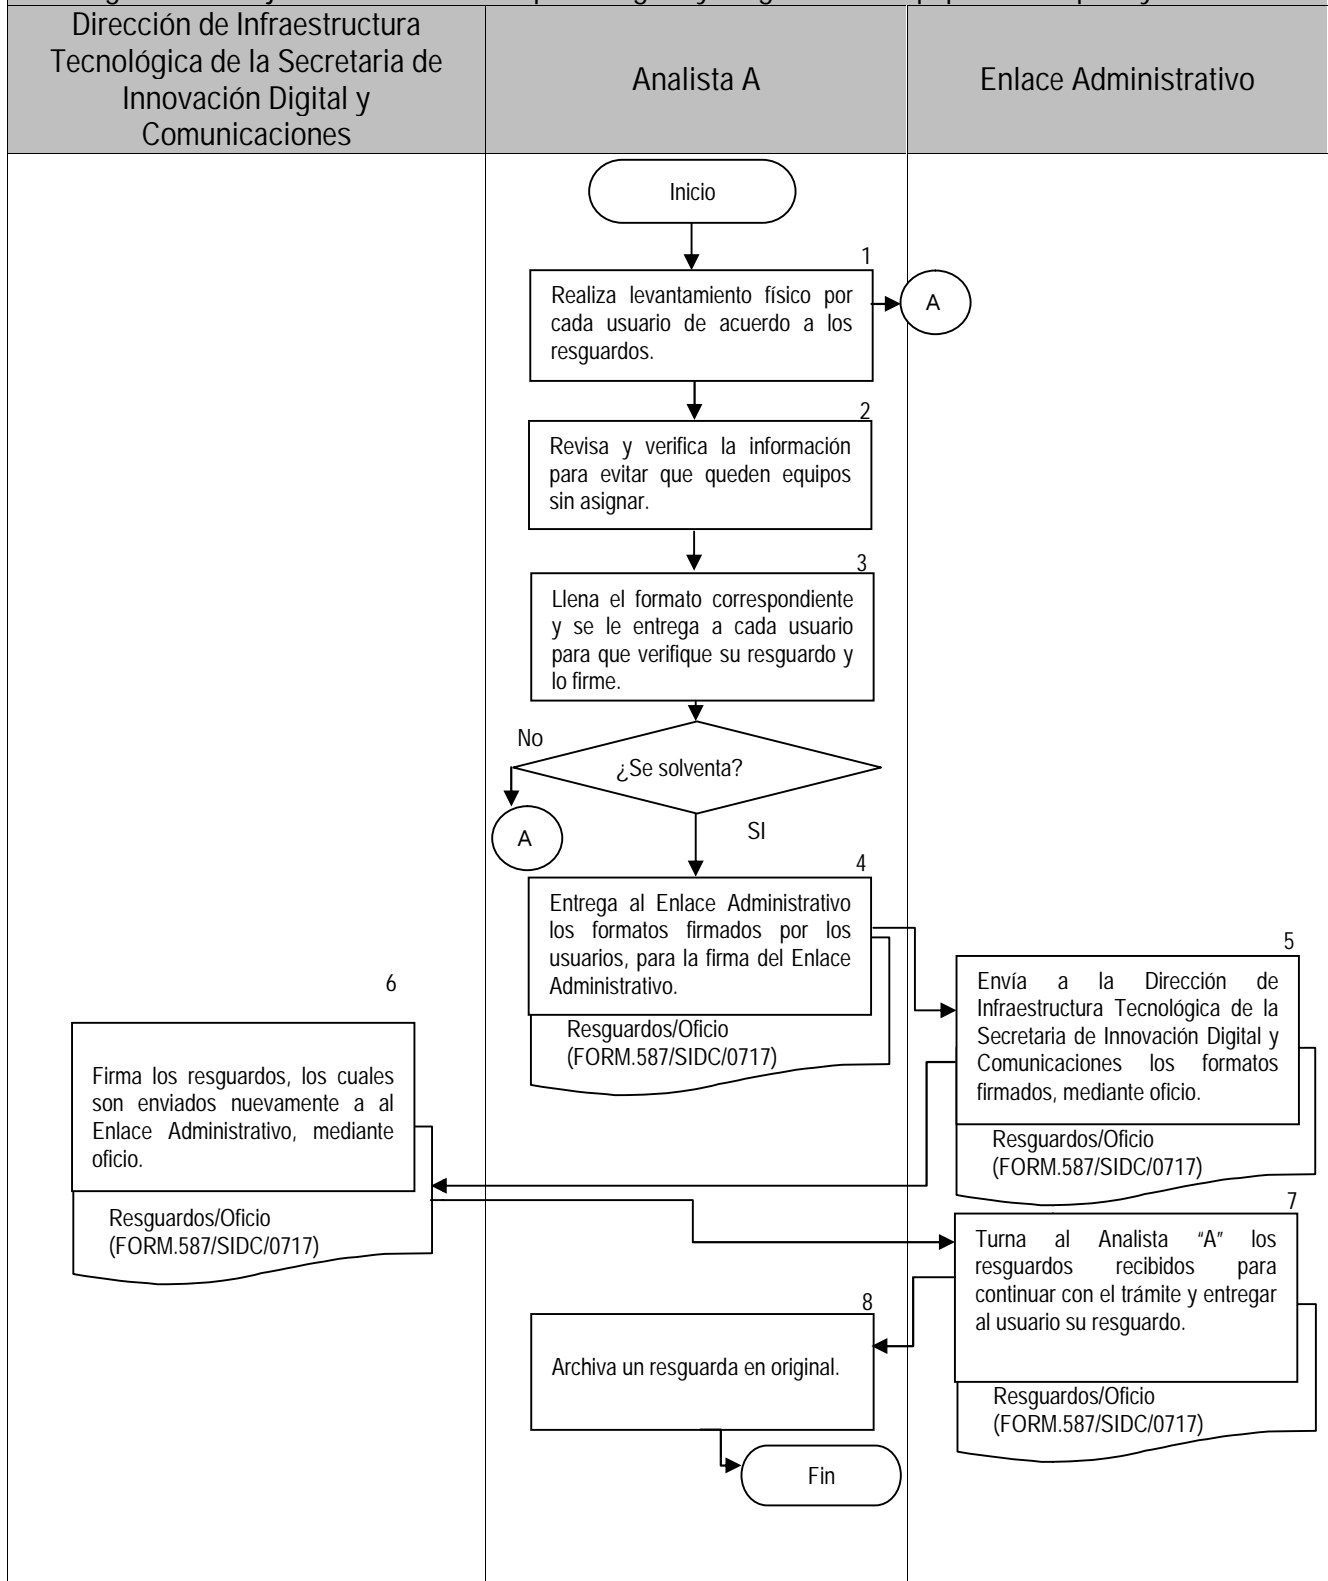 Dirección de Infraestructura
Tecnológica de la Secretaria de
Innovación Digital y
Comunicaciones
Analista A
Enlace Administrativo
Inicio
1
Realiza levantamiento físico por
cada usuario de acuerdo a los
resguardos.
A
2
Revisa y verifica la información
para evitar que queden equipos
sin asignar.
3
Llena el formato correspondiente
y se le entrega a cada usuario
para que verifique su resguardo y
lo firme.
No
¿Se solventa?
A
SI
4
Entrega al Enlace Administrativo
los formatos firmados por los
usuarios, para la firma del Enlace
Administrativo.
Resguardos/Oficio
(FORM.587/SIDC/0717)
5
Envía a la Dirección de
Infraestructura Tecnológica de la
Secretaria de Innovación Digital y
Comunicaciones los formatos
firmados, mediante oficio.
Resguardos/Oficio
(FORM.587/SIDC/0717)
6
Firma los resguardos, los cuales
son enviados nuevamente a al
Enlace Administrativo, mediante
oficio.
Resguardos/Oficio
(FORM.587/SIDC/0717)
7
Turna al Analista “A” los
resguardos recibidos para
continuar con el trámite y entregar
al usuario su resguardo.
Resguardos/Oficio
(FORM.587/SIDC/0717)
8
Archiva un resguarda en original.
Fin